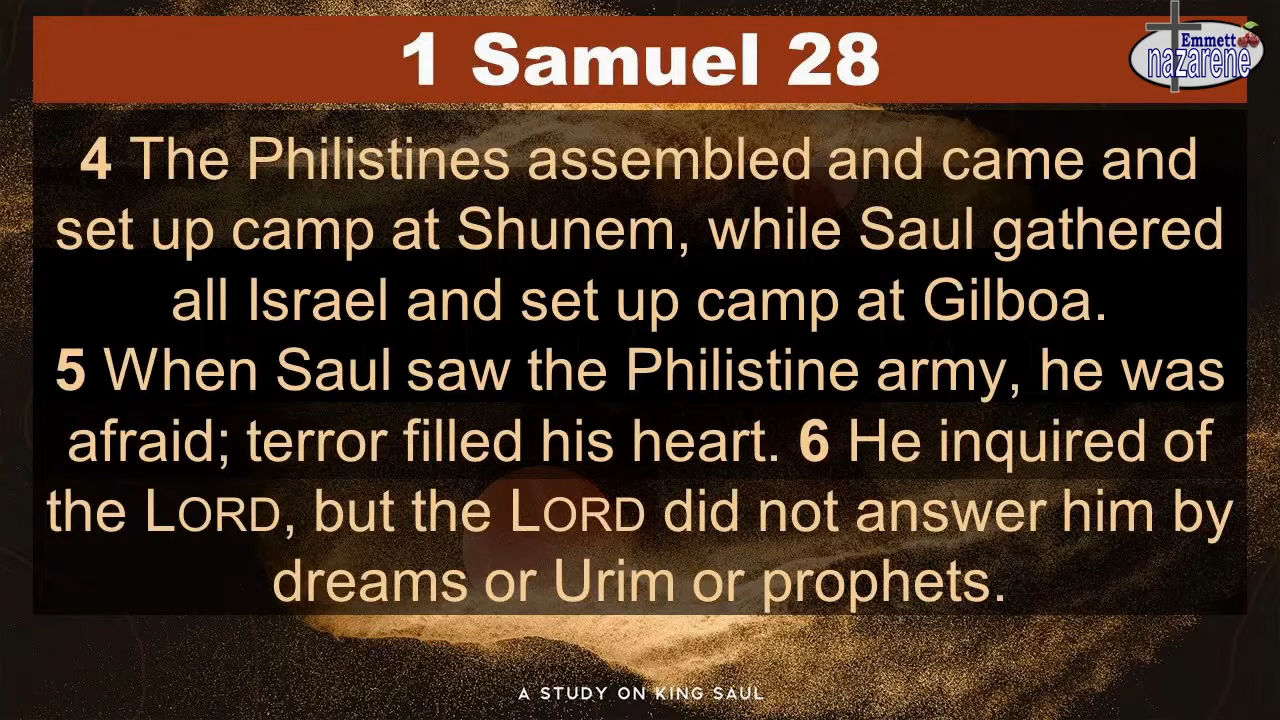 1 Samuel 28
Emmett
nazarene
4 The Philistines assembled and came and
set up camp at Shunem, while Saul gathered
all Israel and set up camp at Gilboa.
5 When Saul saw the Philistine army, he was
afraid; terror filled his heart. 6 He inquired of
the LORD, but the LORD did not answer him by
dreams or Urim or prophets.
A STUDY ON KING SAUL